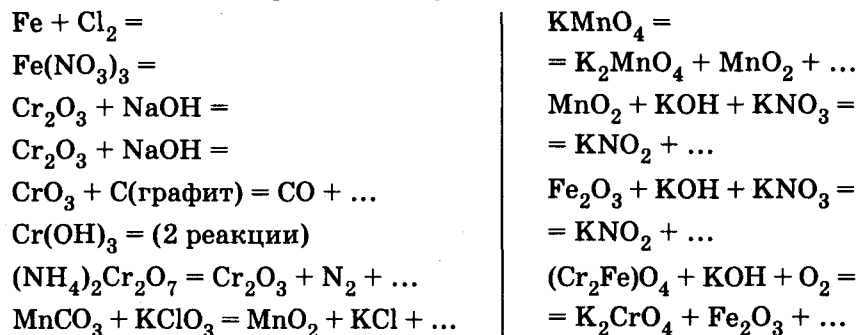 Fe + Cl₂ =
Fe(NO₃)₃ =
Cr₂O₃ + NaOH =
Cr₂O₃ + NaOH =
CrO₃ + C(графит) = CO + ...
Cr(OH)₃ = (2 реакции)
(NH₄)₂Cr₂O₇ = Cr₂O₃ + N₂ + ...
MnCO₃ + KClO₃ = MnO₂ + KCl + ...
KMnO₄ =
= K₂MnO₄ + MnO₂ + ...
MnO₂ + KOH + KNO₃ =
= KNO₂ + ...
Fe₂O₃ + KOH + KNO₃ =
= KNO₂ + ...
(Cr₂Fe)O₄ + KOH + O₂ =
= K₂CrO₄ + Fe₂O₃ + ...